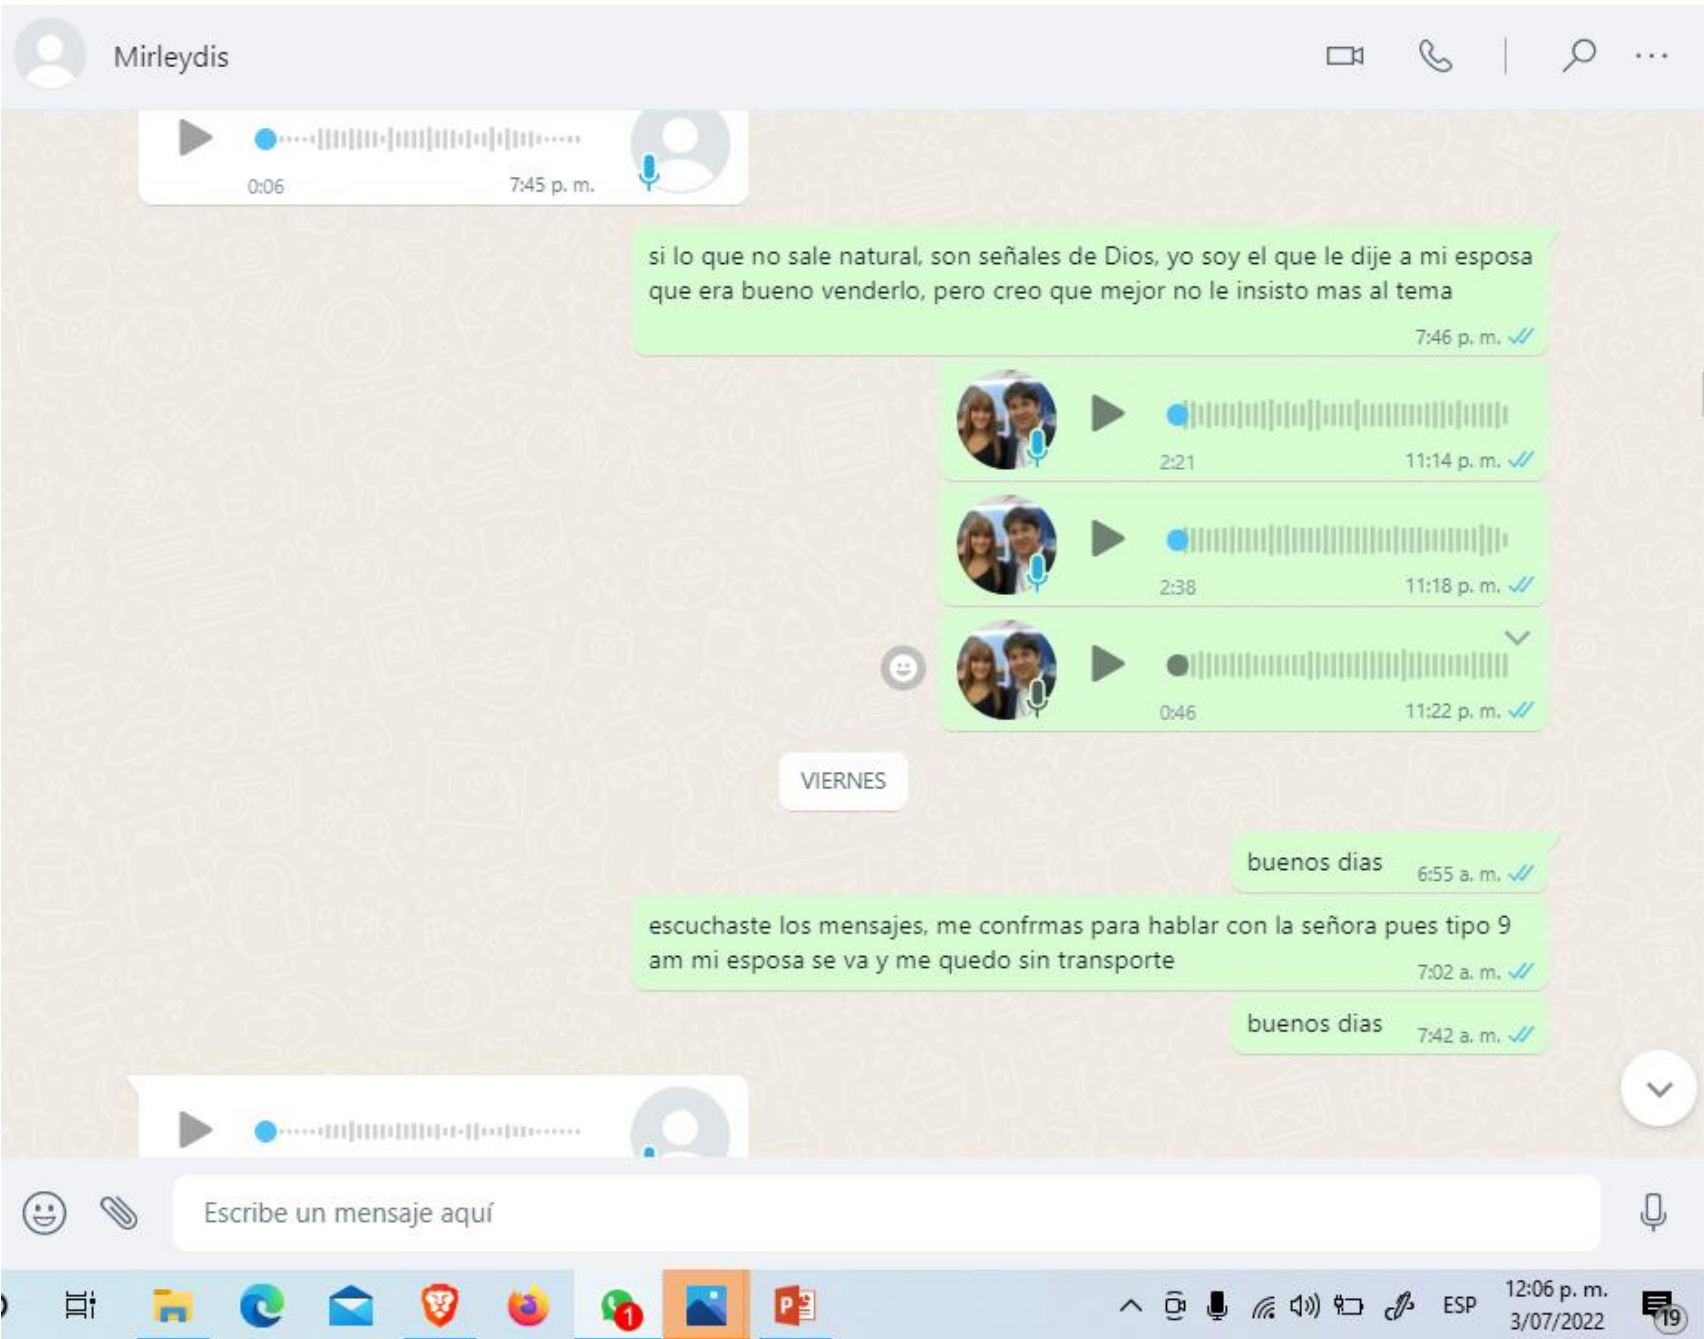 Mirleydis
0:06
7:45 p. m.
si lo que no sale natural, son señales de Dios, yo soy el que le dije a mi esposa
que era bueno venderlo, pero creo que mejor no le insisto mas al tema
7:46 p. m.
2:21
11:14 p. m.
2:38
11:18 p. m.
0:46
11:22 p. m.
VIERNES
buenos dias
6:55 a. m.
escuchaste los mensajes, me confrmas para hablar con la señora pues tipo 9
am mi esposa se va y me quedo sin transporte
7:02 a. m.
buenos dias
7:42 a. m.
Escribe un mensaje aquí
1
P
ESP
12:06 p. m.
3/07/2022
19